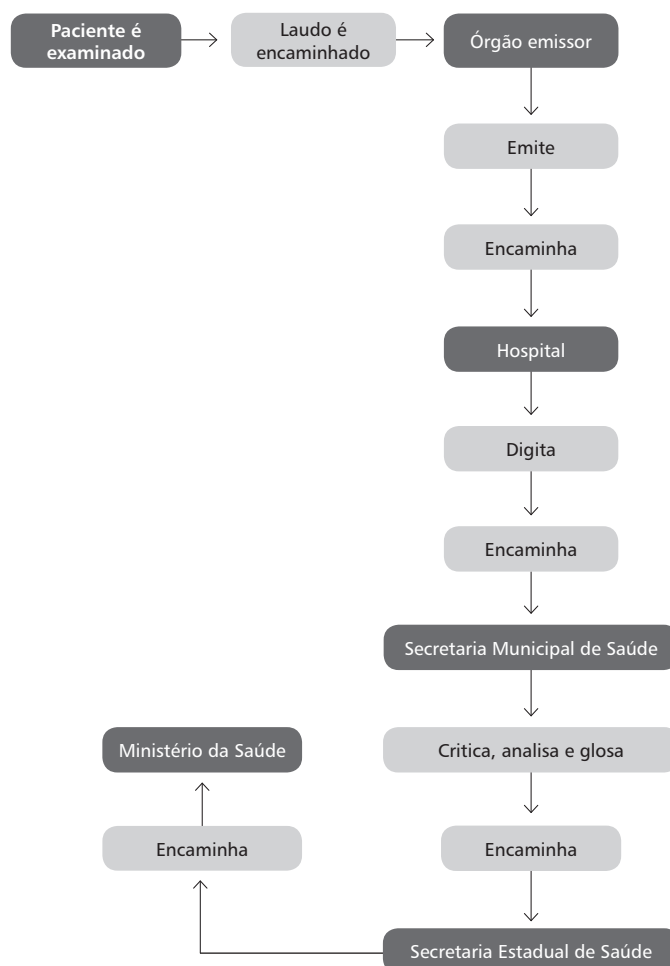 Paciente é
examinado
Laudo é
encaminhado
Órgão emissor
Emite
Encaminha
Hospital
Digita
Encaminha
Secretaria Municipal de Saúde
Critica, analisa e glosa
Encaminha
Secretaria Estadual de Saúde
Encaminha
Ministério da Saúde